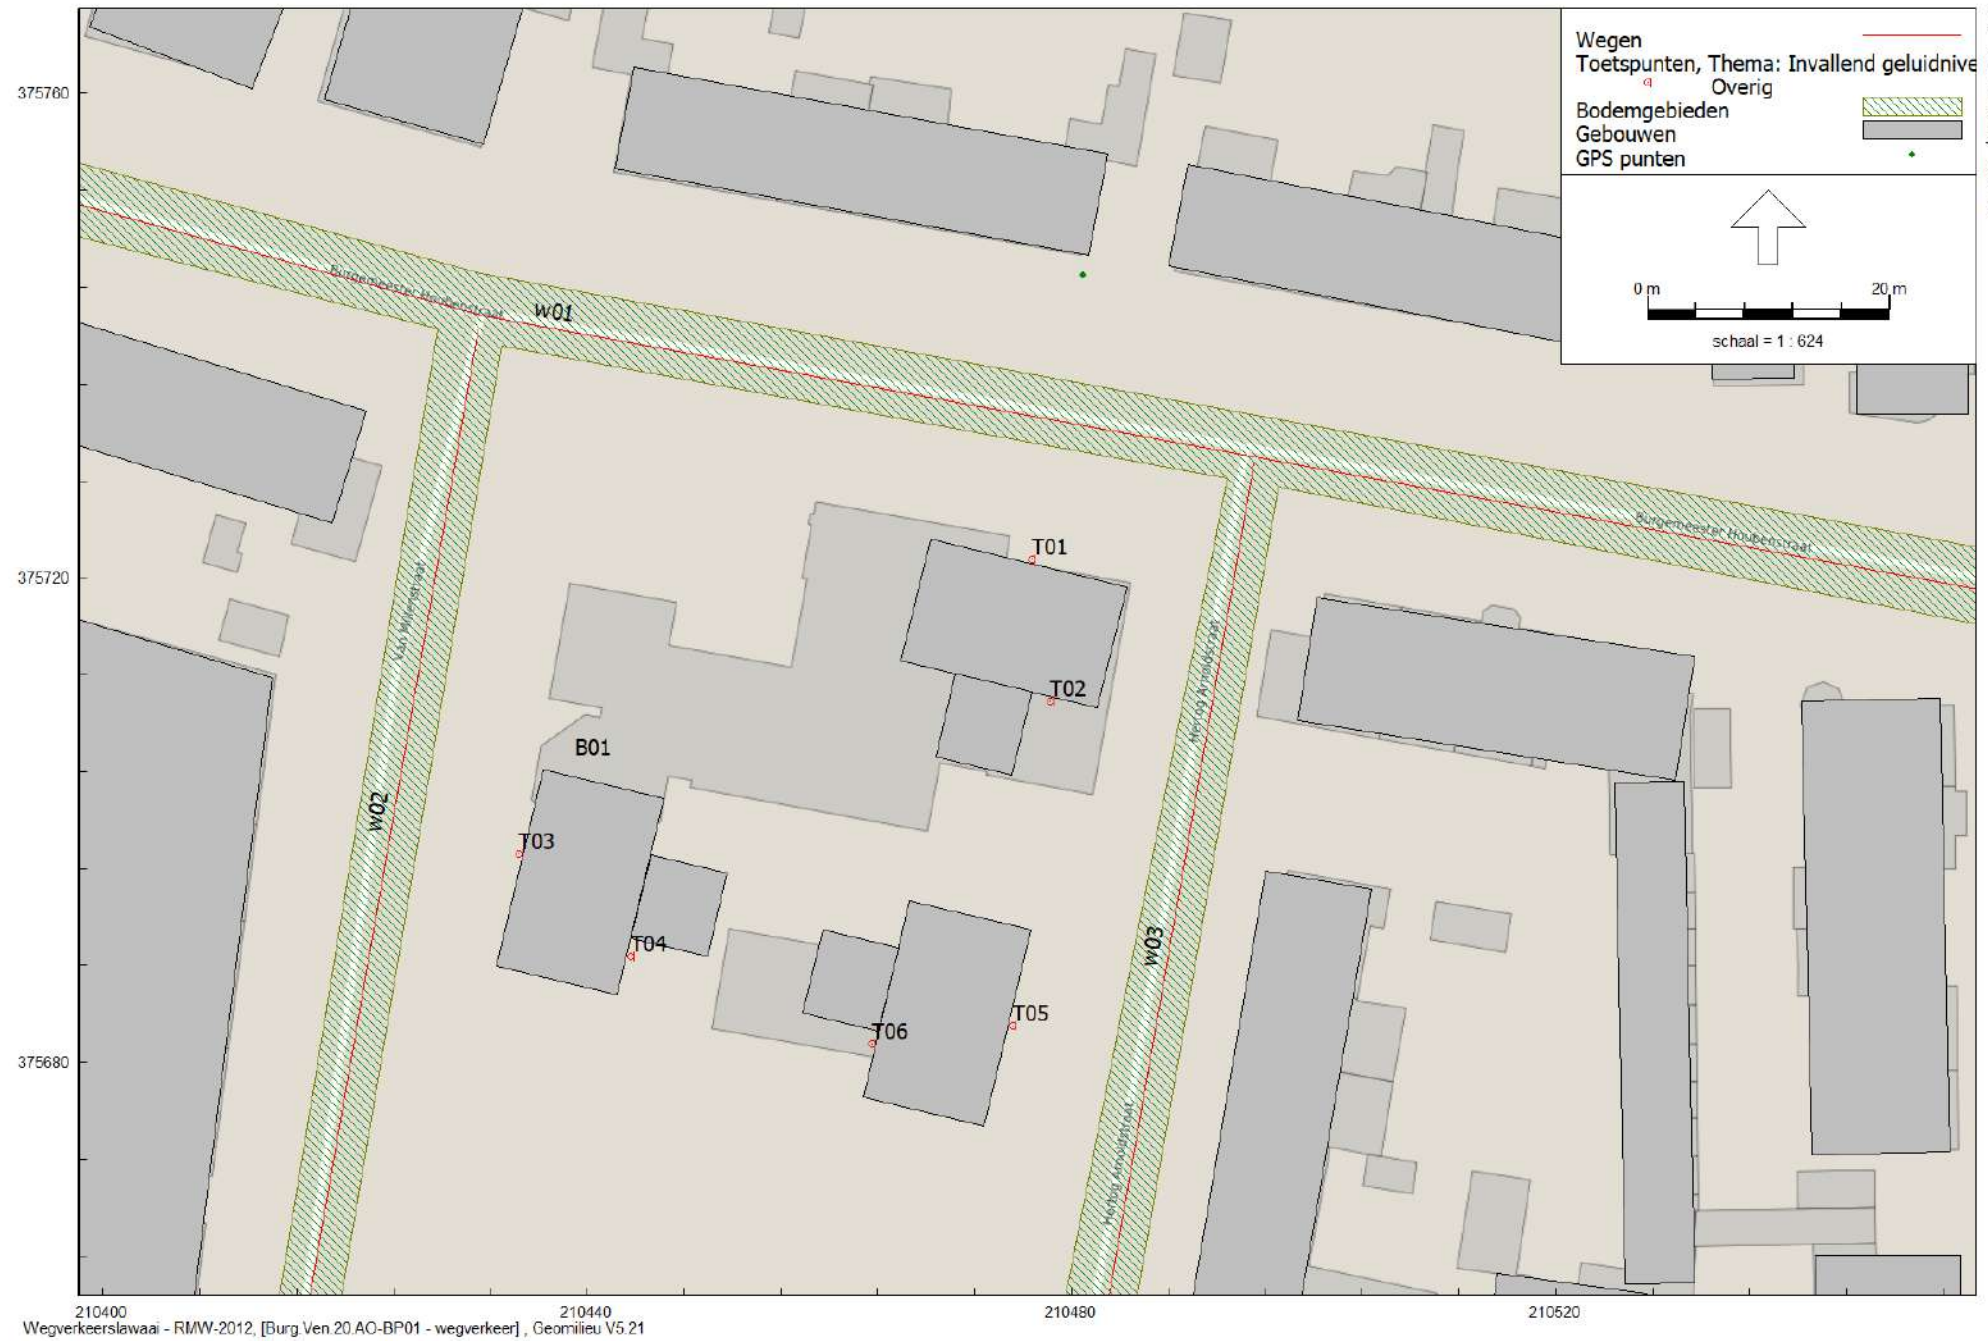 Wegen
Toetspunten, Thema: Invallend geluidnive
Overig
Bodemgebieden
Gebouwen
GPS punten
0 m 20 m
schaal = 1 : 624
375760
375720
375680
Burgemeester Houbenstraat
W01
Burgemeester Houbenstraat
T01
Hertog Arnoldstraat
T02
B01
W02
T03
T04
W03
T05
T06
Hertog Arnoldstraat
210400 210440 210480 210520
Wegverkeerslawaai - RMW-2012, [Burg.Ven.20.AO-BP01 - wegverkeer] , Geomilieu V5.21